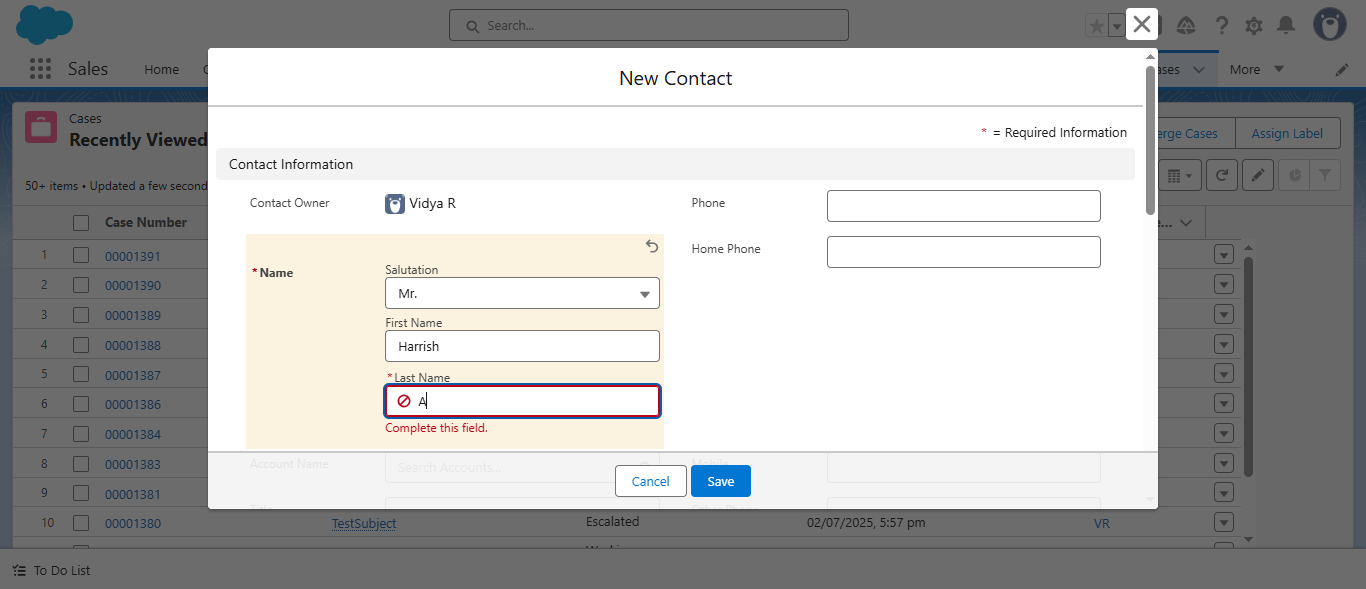 Search...
Sales
Home
C
ases
More
Cases
Recently Viewed
erge Cases
Assign Label
50+ items • Updated a few second
Case Number
e...
1
00001391
2
00001390
3
00001389
4
00001388
5
00001387
6
00001386
7
00001384
8
00001383
9
00001381
10
00001380
TestSubject
Escalated
02/07/2025, 5:57 pm
VR
New Contact
* = Required Information
Contact Information
Contact Owner
Vidya R
Phone
Home Phone
*Name
Salutation
Mr.
First Name
Harrish
*Last Name
A
Complete this field.
Account Name
Search Accounts...
Mobile
Title
Other Phone
Cancel
Save
To Do List